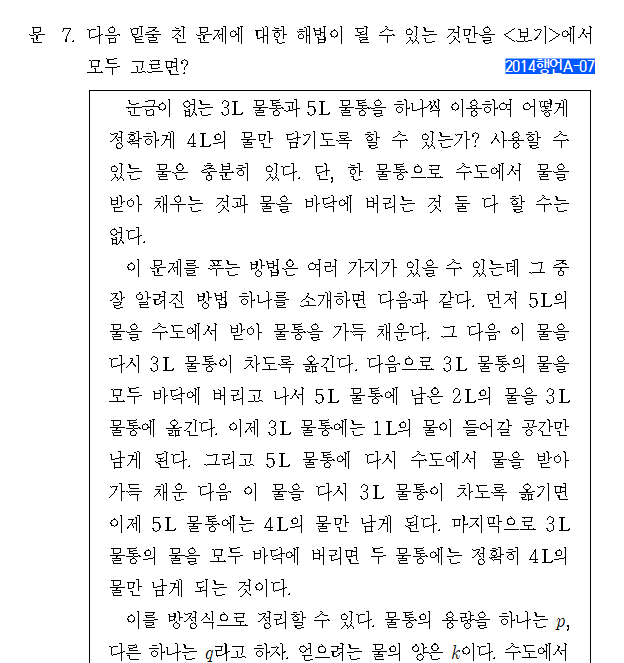 문 7. 다음 밑줄 친 문제에 대한 해법이 될 수 있는 것만을 <보기>에서
모두 고르면?
2014행언A-07
눈금이 없는 3L 물통과 5L 물통을 하나씩 이용하여 어떻게
정확하게 4L의 물만 담기도록 할 수 있는가? 사용할 수
있는 물은 충분히 있다. 단, 한 물통으로 수도에서 물을
받아 채우는 것과 물을 바닥에 버리는 것 둘 다 할 수는
없다.
이 문제를 푸는 방법은 여러 가지가 있을 수 있는데 그 중
잘 알려진 방법 하나를 소개하면 다음과 같다. 먼저 5L의
물을 수도에서 받아 물통을 가득 채운다. 그 다음 이 물을
다시 3L 물통이 차도록 옮긴다. 다음으로 3L 물통의 물을
모두 바닥에 버리고 나서 5L 물통에 남은 2L의 물을 3L
물통에 옮긴다. 이제 3L 물통에는 1L의 물이 들어갈 공간만
남게 된다. 그리고 5L 물통에 다시 수도에서 물을 받아
가득 채운 다음 이 물을 다시 3L 물통이 차도록 옮기면
이제 5L 물통에는 4L의 물만 남게 된다. 마지막으로 3L
물통의 물을 모두 바닥에 버리면 두 물통에는 정확히 4L의
물만 남게 되는 것이다.
이를 방정식으로 정리할 수 있다. 물통의 용량을 하나는 p,
다른 하나는 q라고 하자. 얻으려는 물의 양은 k이다. 수도에서